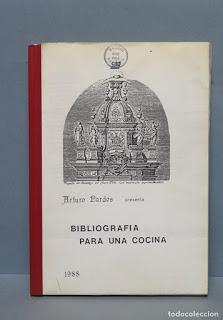 Arturo Pardos presenta
BIBLIOGRAFIA
PARA UNA COCINA
1988
todocoleccion